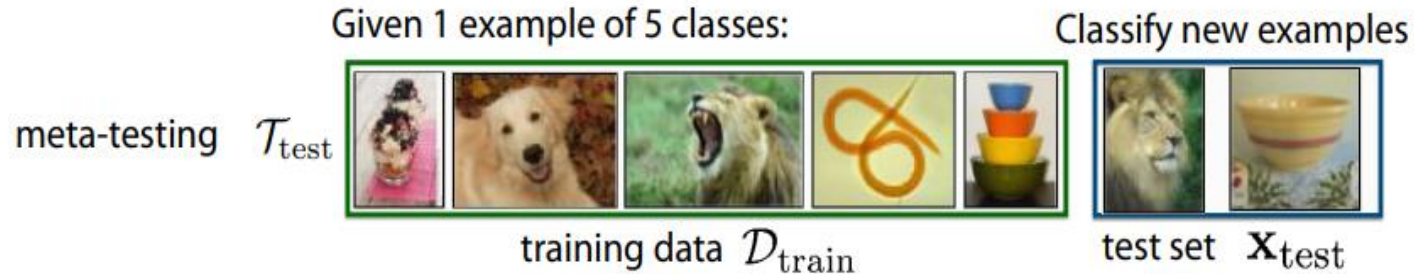 Given 1 example of 5 classes:
Classify new examples
meta-testing 𝒯test
training data 𝒟train
test set 𝐱test